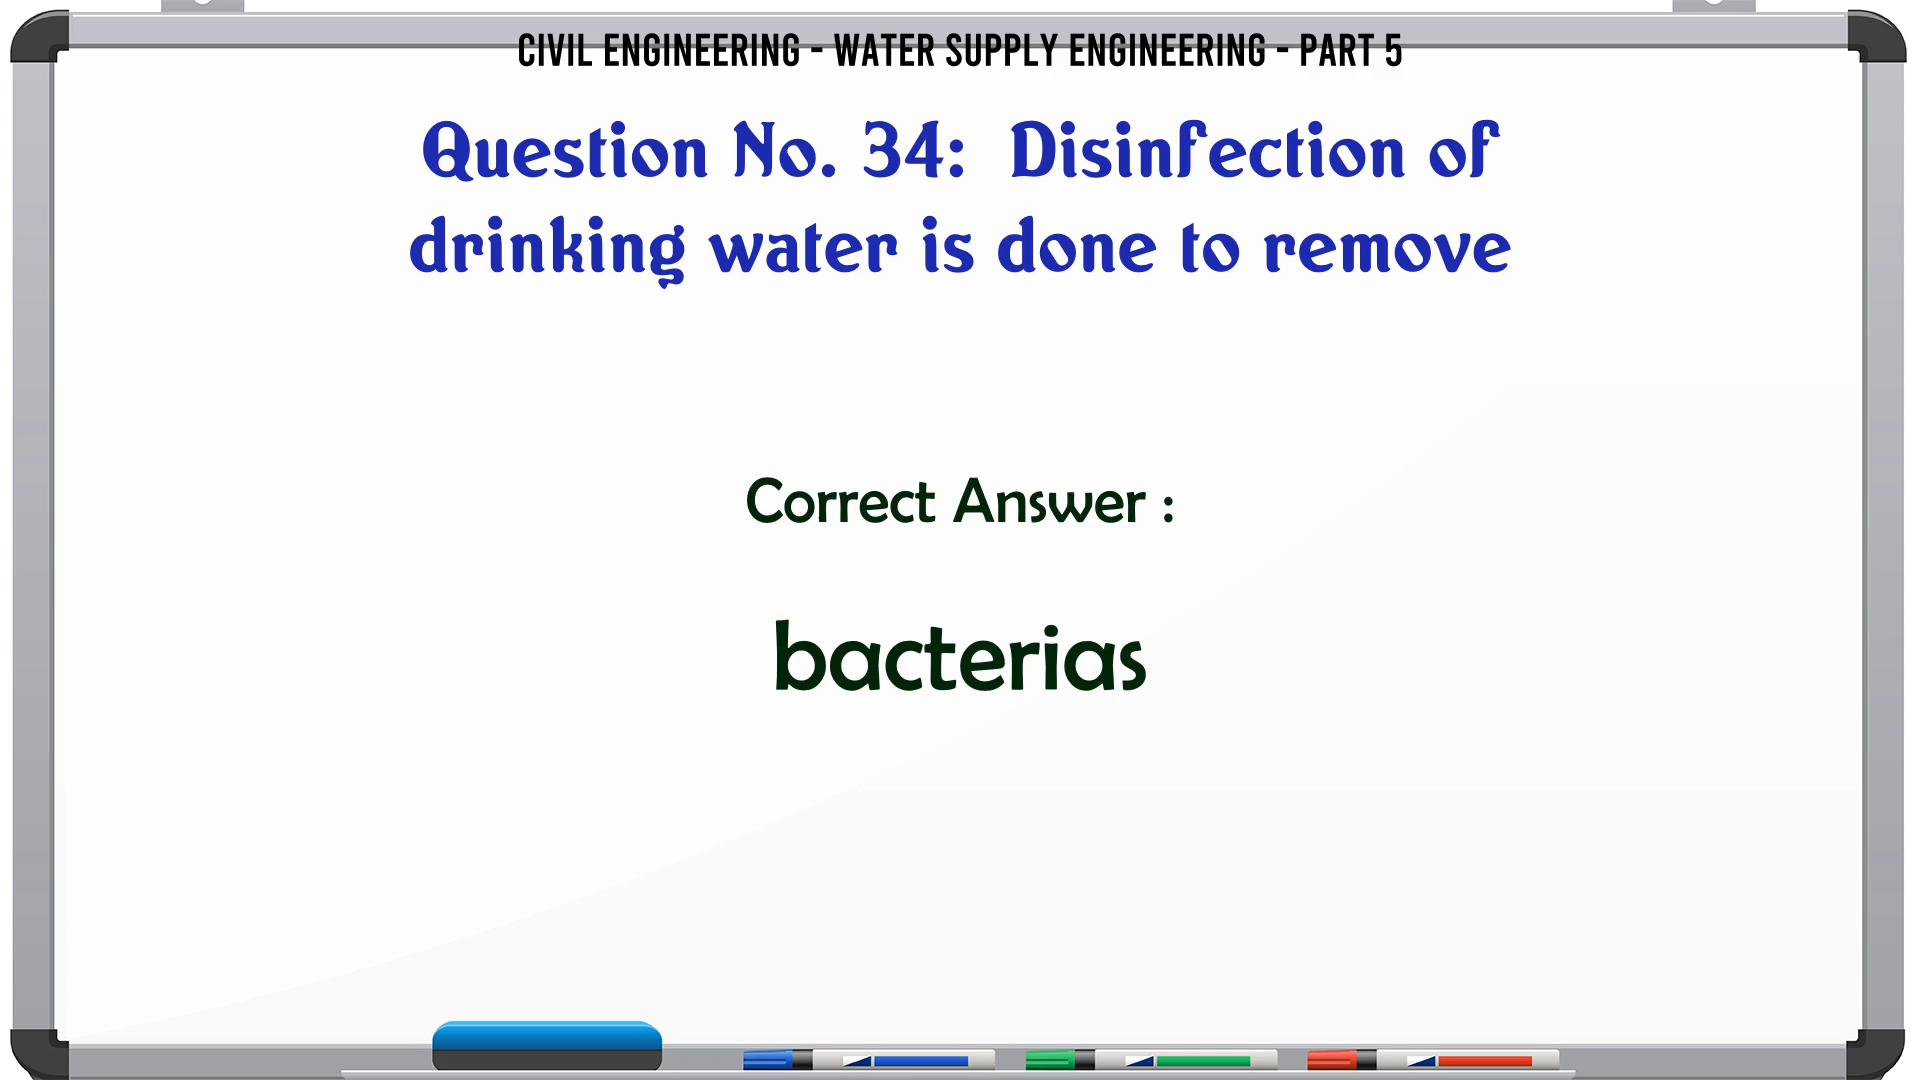 CIVIL ENGINEERING - WATER SUPPLY ENGINEERING - PART 5
Question No. 34: Disinfection of
drinking water is done to remove
Correct Answer :
bacterias